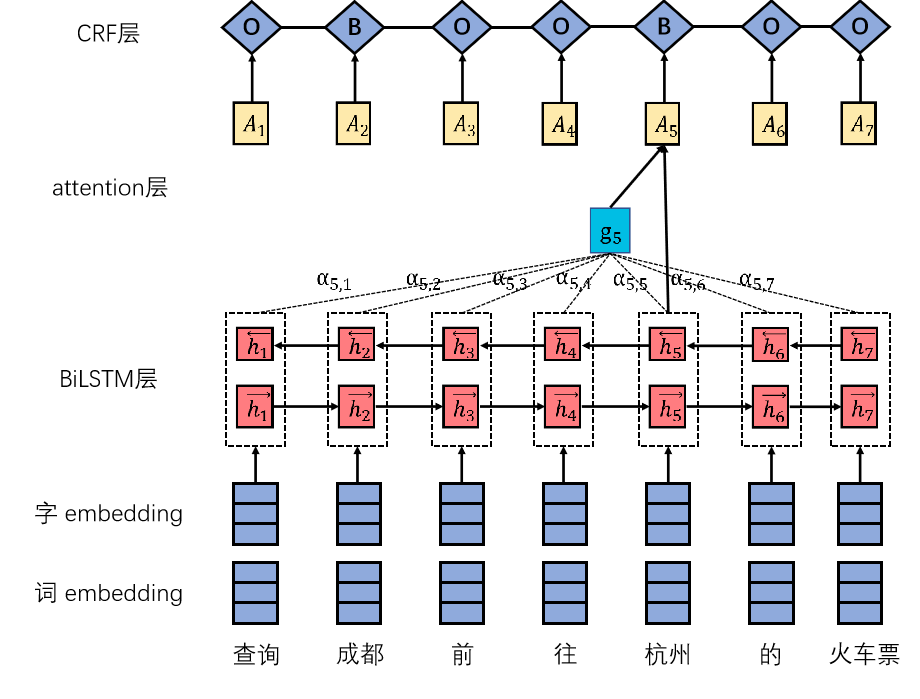 CRF层 O B O O B O O
A₁ A₂ A₃ A₄ A₅ A₆ A₇
attention层
g₅
α₅,₁ α₅,₂ α₅,₃ α₅,₄ α₅,₅ α₅,₆ α₅,₇
h₁ h₂ h₃ h₄ h₅ h₆ h₇
BiLSTM层
h₁ h₂ h₃ h₄ h₅ h₆ h₇
字 embedding
词 embedding
查询 成都 前 往 杭州 的 火车票